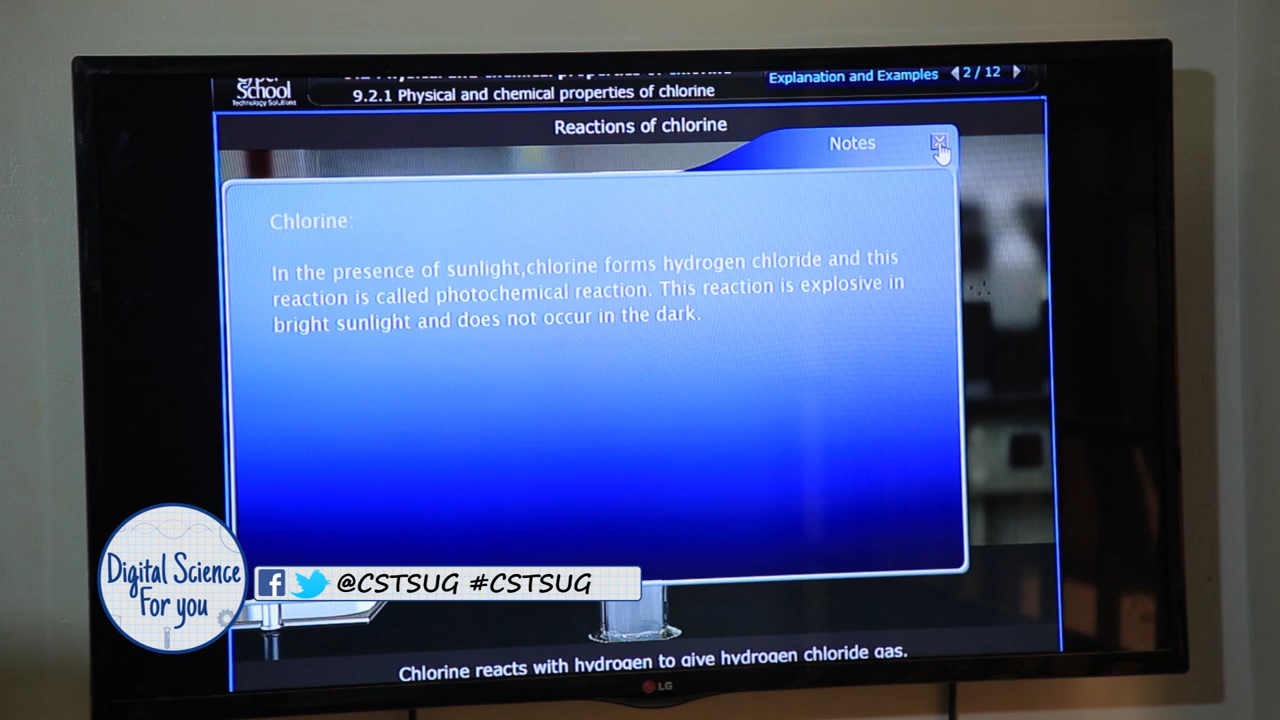 School
Technology Solutions
9.2.1 Physical and chemical properties of chlorine
Explanation and Examples
2 / 12
Reactions of chlorine
Notes
Chlorine:
In the presence of sunlight,chlorine forms hydrogen chloride and this
reaction is called photochemical reaction. This reaction is explosive in
bright sunlight and does not occur in the dark.
Digital Science
For you
@CSTSUG #CSTSUG
Chlorine reacts with hydrogen to give hydrogen chloride gas.
LG